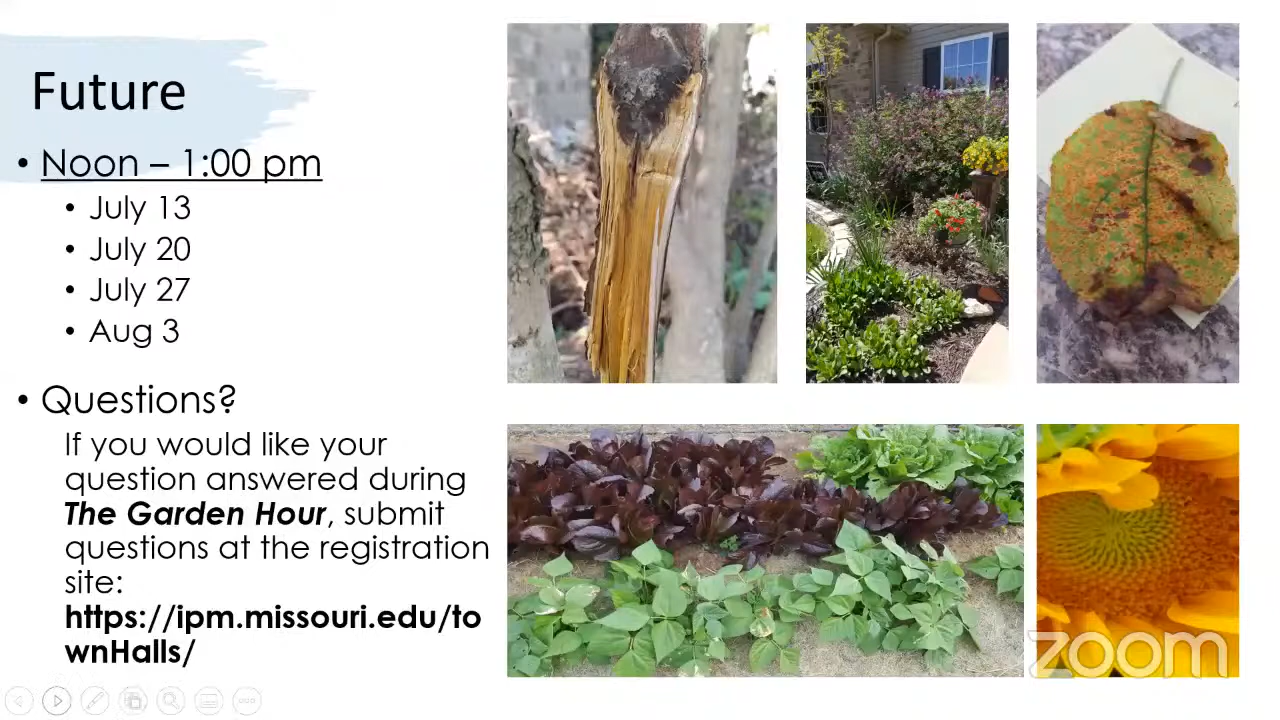 Future
• Noon – 1:00 pm
• July 13
• July 20
• July 27
• Aug 3
• Questions?
If you would like your
question answered during
The Garden Hour, submit
questions at the registration
site:
https://ipm.missouri.edu/to
wnHalls/
zoom